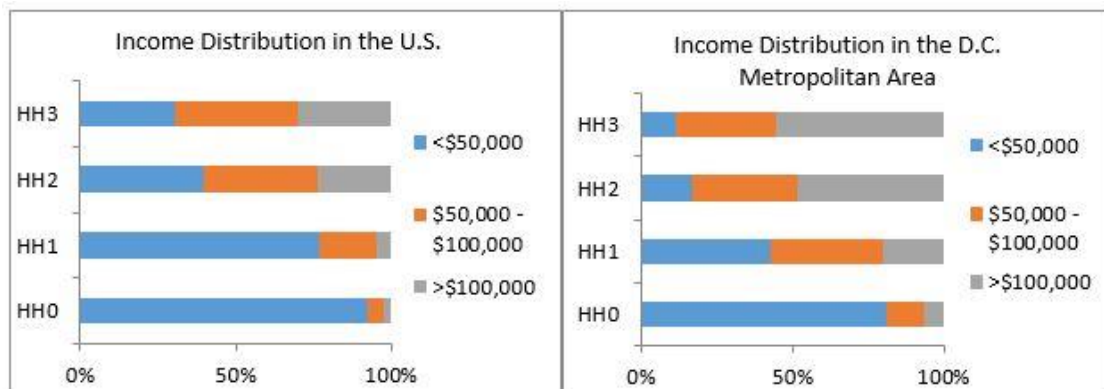 Income Distribution in the U.S.
HH3
HH2
HH1
HH0
0%
50%
100%
<$50,000
$50,000 -
$100,000
>$100,000
Income Distribution in the D.C.
Metropolitan Area
HH3
HH2
HH1
HH0
0%
50%
100%
<$50,000
$50,000 -
$100,000
>$100,000